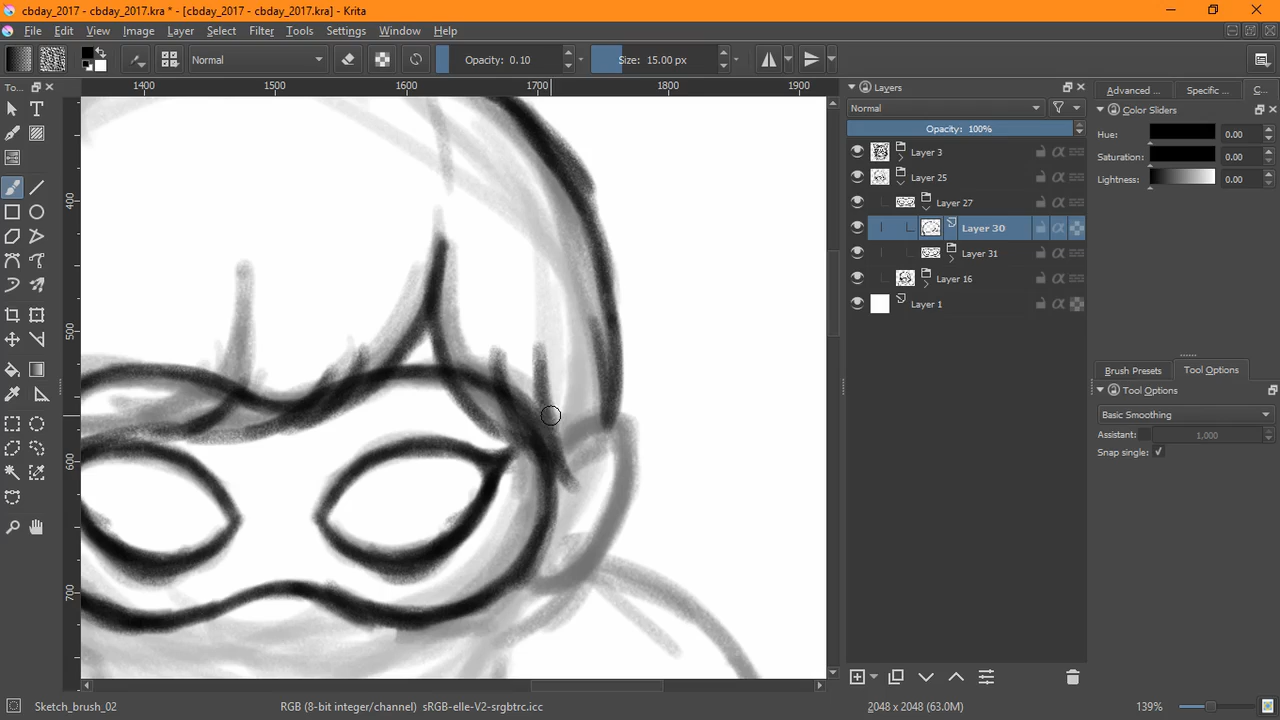 cbday_2017 - cbday_2017.kra * - [cbday_2017 - cbday_2017.kra] - Krita
File Edit View Image Layer Select Filter Tools Settings Window Help
Normal Opacity: 0.10 Size: 15.00 px
To...
1400 1500 1600 1700 1800 1900
400
500
600
700
Layers
Normal
Opacity: 100%
Layer 3
Layer 25
Layer 27
Layer 30
Layer 31
Layer 16
Layer 1
Advanced ... Specific ... C...
Color Sliders
Hue: 0.00
Saturation: 0.00
Lightness: 0.00
Brush Presets Tool Options
Tool Options
Basic Smoothing
Assistant: 1,000
Snap single:
Sketch_brush_02 RGB (8-bit integer/channel) sRGB-elle-V2-srgbtrc.icc 2048 x 2048 (63.0M) 139%